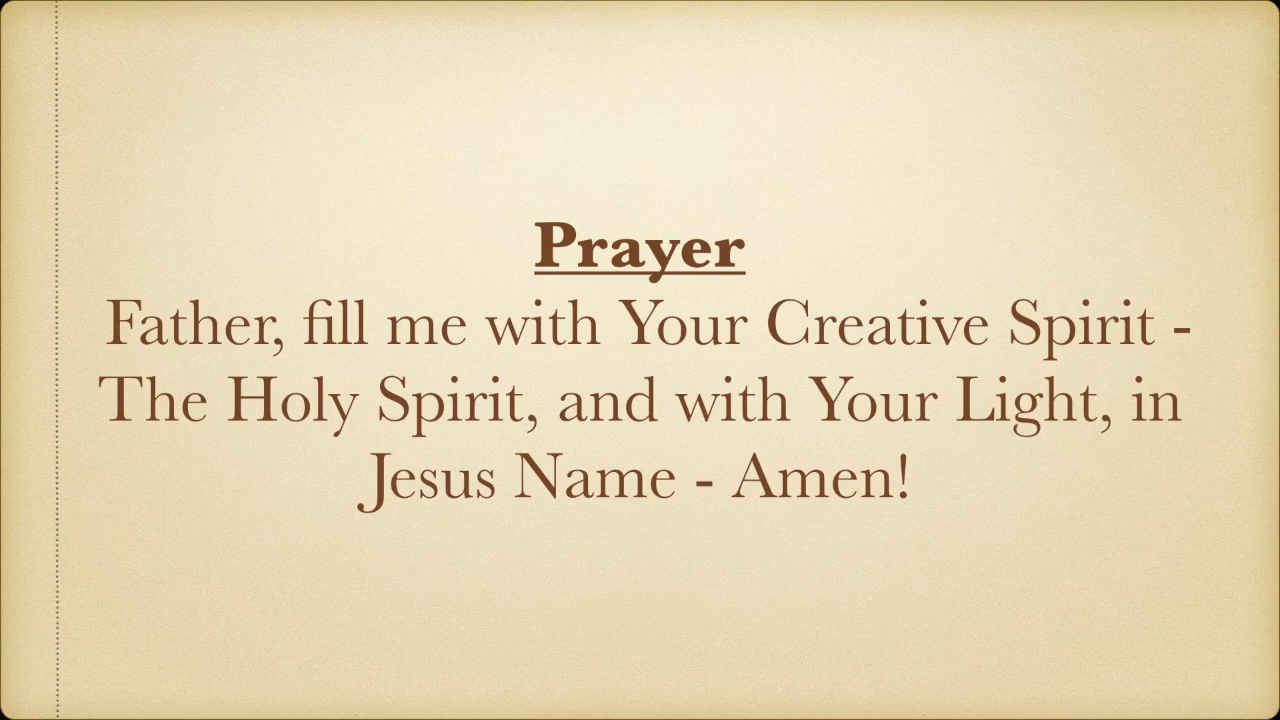 Prayer
Father, fill me with Your Creative Spirit -
The Holy Spirit, and with Your Light, in
Jesus Name - Amen!